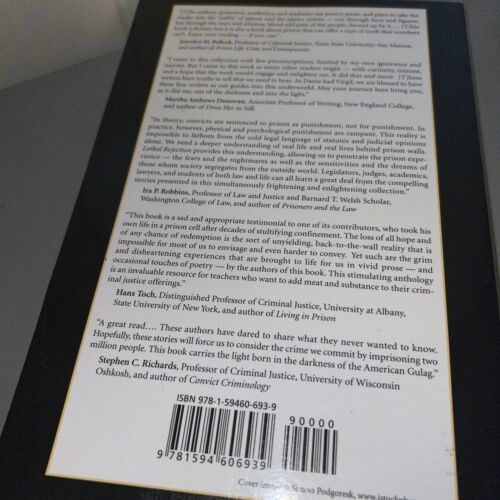 "[T]he authors (prisoners, academics, and students) use poetry, prose, and plays to take the
reader into the 'reality' of prison and the justice system — not through facts and figures,
but through the tears and
book is fiction; but it is also a book about prison that can offer a type of truth that numbers
can't. Enjoy your reading — if you can."
Joycelyn M. Pollock, Professor of Criminal Justice, Texas State University–San Marcos,
and author of Prison Life: Costs and Consequences
"I came to this collection with few preconceptions, limited by my own ignorance and
nature. But I came to this work as many other readers might — with curiosity, interest,
and a hope that the work would engage and enlighten me. It did that and more. [T]hese
writers have truths to tell that we need to hear. As Dante had Virgil, we are blessed to have
these five writers as our guides into this underworld. May your journey here bring you,
as it did me, out of the darkness and into the light."
Martha Andrews Donovan, Associate Professor of Writing, New England College,
and author of Dress Her in Silk
"In theory, convicts are sentenced to prison as punishment, not for punishment. In
practice, however, physical and psychological punishment are rampant. This reality is
impossible to fathom from the cold legal language of statutes and judicial opinions
alone. We need a deeper understanding of real life and real lives behind prison walls.
Lethal Rejection provides this understanding, allowing us to penetrate the prison expe-
rience — the fears and the nightmares as well as the sensitivities and the dreams of
those whom society segregates from the outside world. Legislators, judges, academics,
lawyers, and students of both law and life can all learn a great deal from the compelling
stories presented in this simultaneously frightening and enlightening collection."
Ira P. Robbins, Professor of Law and Justice and Barnard T. Welsh Scholar,
Washington College of Law, and author of Prisoners and the Law
"This book is a sad and appropriate testimonial to one of its contributors, who took his
own life in a prison cell after decades of stultifying confinement. The loss of all hope and
of any chance of redemption is the sort of unyielding, back-to-the-wall reality that is
impossible for most of us to envisage and even harder to convey. Yet such are the grim
and disheartening experiences that are brought to life for us in vivid prose — and
occasional touches of poetry — by the authors of this book. This stimulating anthology
is an invaluable resource for teachers who want to add meat and substance to their crim-
inal justice offerings."
Hans Toch, Distinguished Professor of Criminal Justice, University at Albany,
State University of New York, and author of Living in Prison
"A great read.... These authors have dared to share what they never wanted to know.
Hopefully, these stories will force us to consider the crime we commit by imprisoning two
million people. This book carries the light born in the darkness of the American Gulag."
Stephen C. Richards, Professor of Criminal Justice, University of Wisconsin
Oshkosh, and author of Convict Criminology
ISBN 978-1-59460-693-9
90000
9 781594 606939
Cover image © Simon Podgorsek,